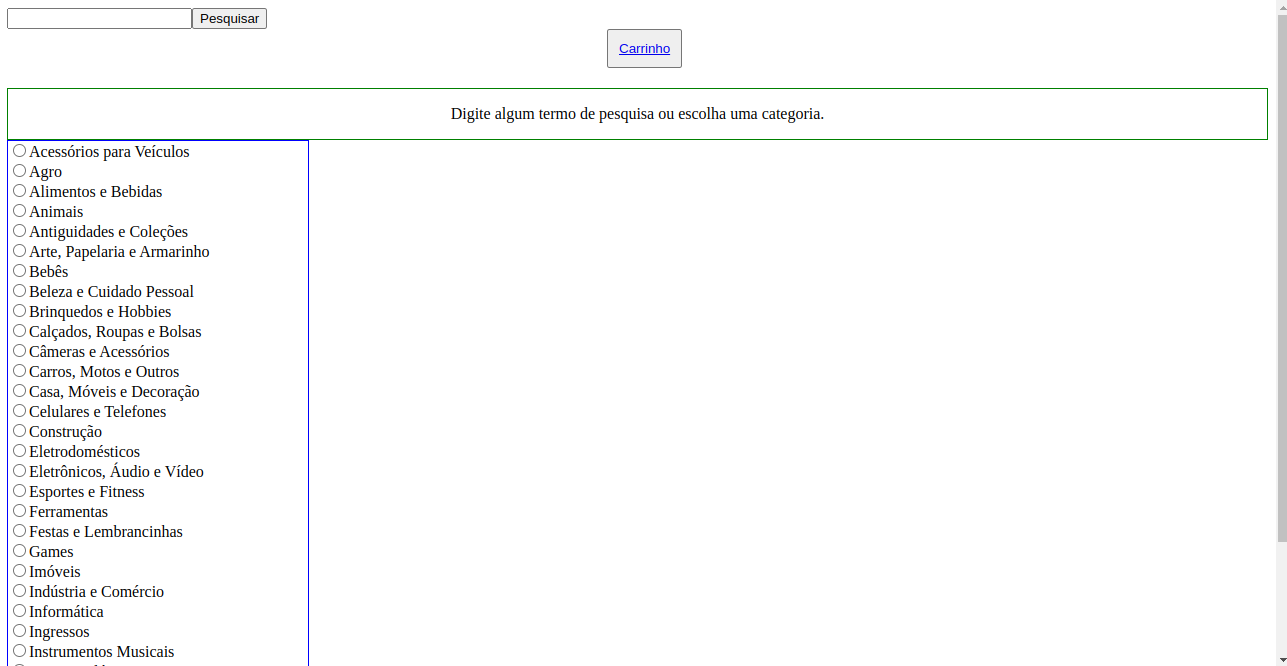 Pesquisar
Carrinho
Digite algum termo de pesquisa ou escolha uma categoria.
Acessórios para Veículos
Agro
Alimentos e Bebidas
Animais
Antiguidades e Coleções
Arte, Papelaria e Armarinho
Bebês
Beleza e Cuidado Pessoal
Brinquedos e Hobbies
Calçados, Roupas e Bolsas
Câmeras e Acessórios
Carros, Motos e Outros
Casa, Móveis e Decoração
Celulares e Telefones
Construção
Eletrodomésticos
Eletrônicos, Áudio e Vídeo
Esportes e Fitness
Ferramentas
Festas e Lembrancinhas
Games
Imóveis
Indústria e Comércio
Informática
Ingressos
Instrumentos Musicais